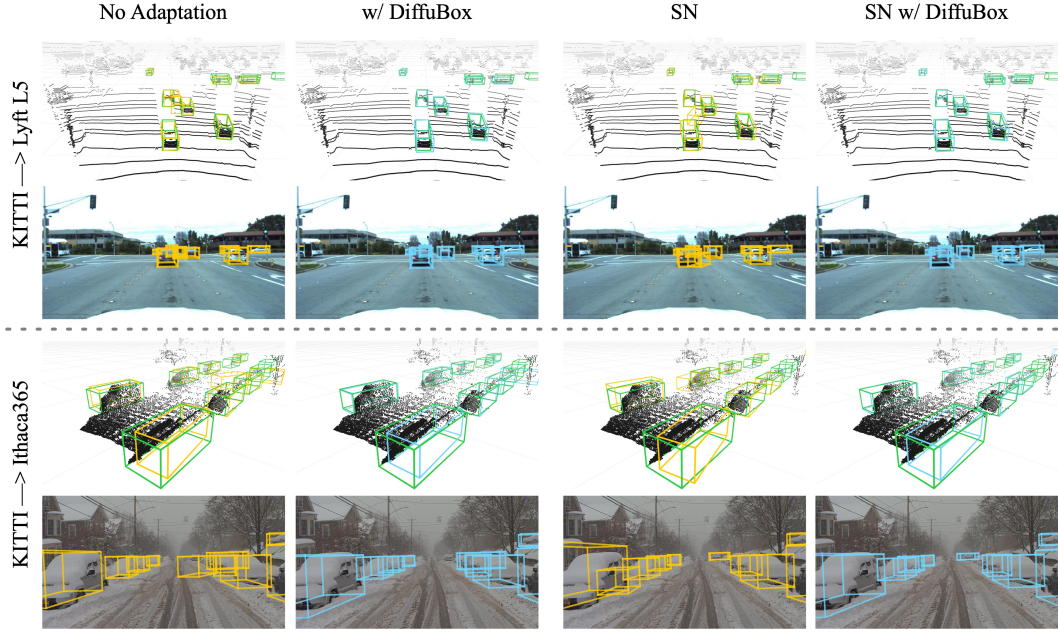 No Adaptation
w/ DiffuBox
SN
SN w/ DiffuBox
KITTI —> Lyft L5
KITTI —> Ithaca365